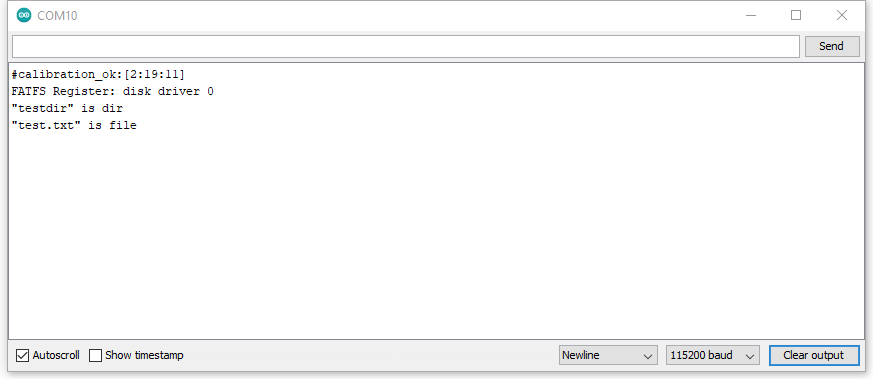 COM10
Send
#calibration_ok:[2:19:11]
FATFS Register: disk driver 0
"testdir" is dir
"test.txt" is file
Autoscroll Show timestamp Newline 115200 baud Clear output